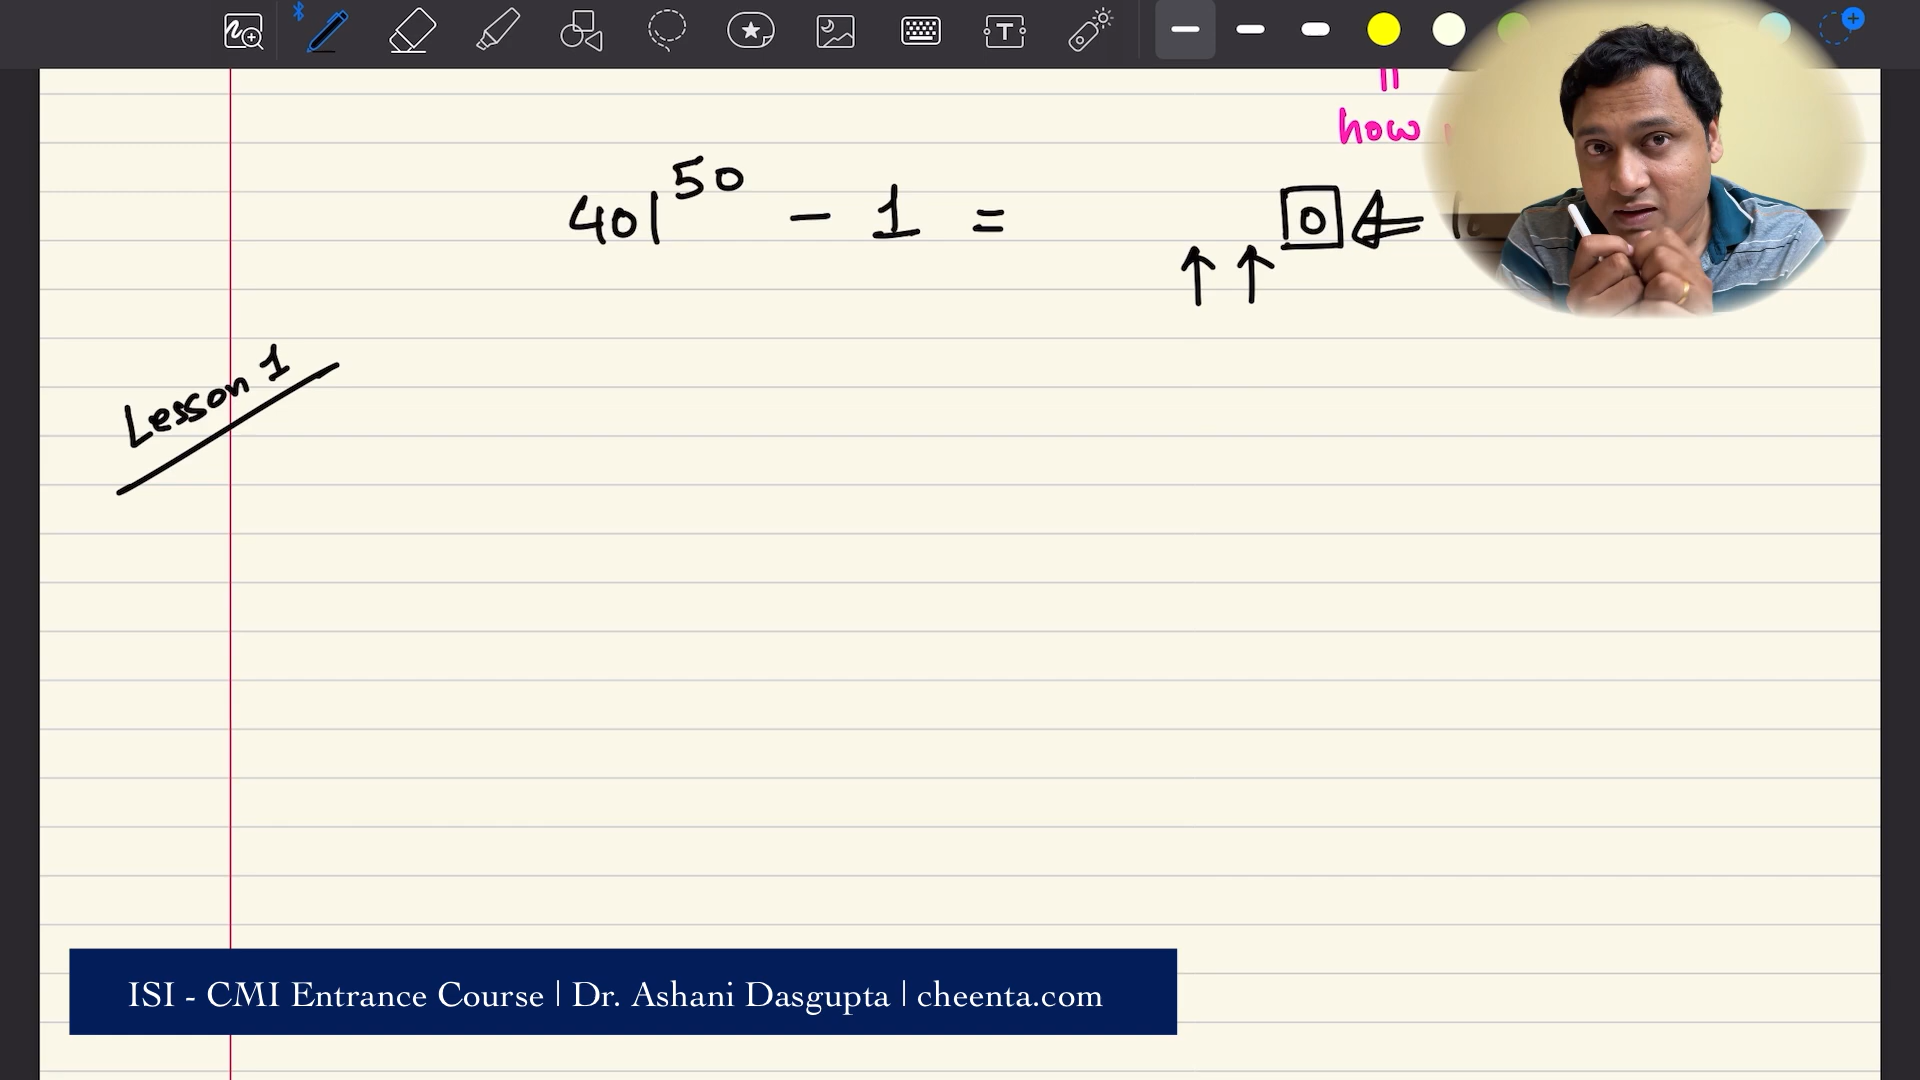 how
401^50 - 1 = 0
Lesson 1
ISI - CMI Entrance Course | Dr. Ashani Dasgupta | cheenta.com